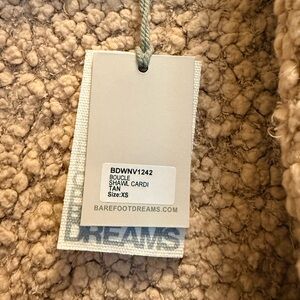 BDWNV1242
BOUCLE
SHAWL CARDI
TAN
Size:XS
BAREFOOTDREAMS.COM
DREAMS